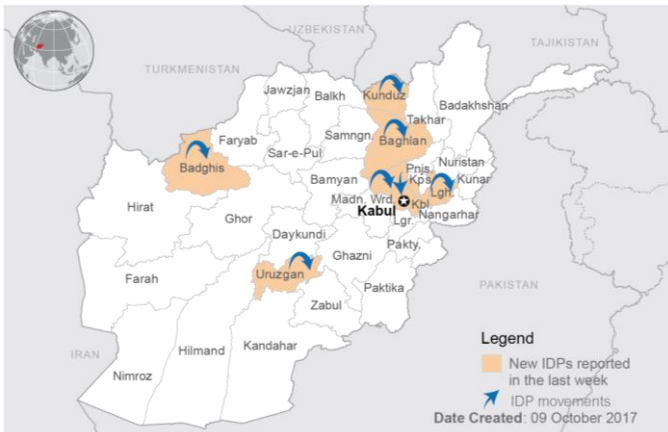 UZBEKISTAN
TAJIKISTAN
TURKMENISTAN
Jawzjan
Balkh
Kunduz
Badakhshan
Takhar
Faryab
Samngn.
Baghlan
Sar-e-Pul
Badghis
Nuristan
Pnjs.
Bamyan
Kps.
Kunar
Lgh.
Madn. Wrd.
Kbl.
Hirat
Kabul
Nangarhar
Ghor
Lgr.
Daykundi
Pakty.
Ghazni
Uruzgan
Farah
Paktika
PAKISTAN
Zabul
Kandahar
Hilmand
IRAN
Nimroz
Legend
New IDPs reported
in the last week
IDP movements
Date Created: 09 October 2017